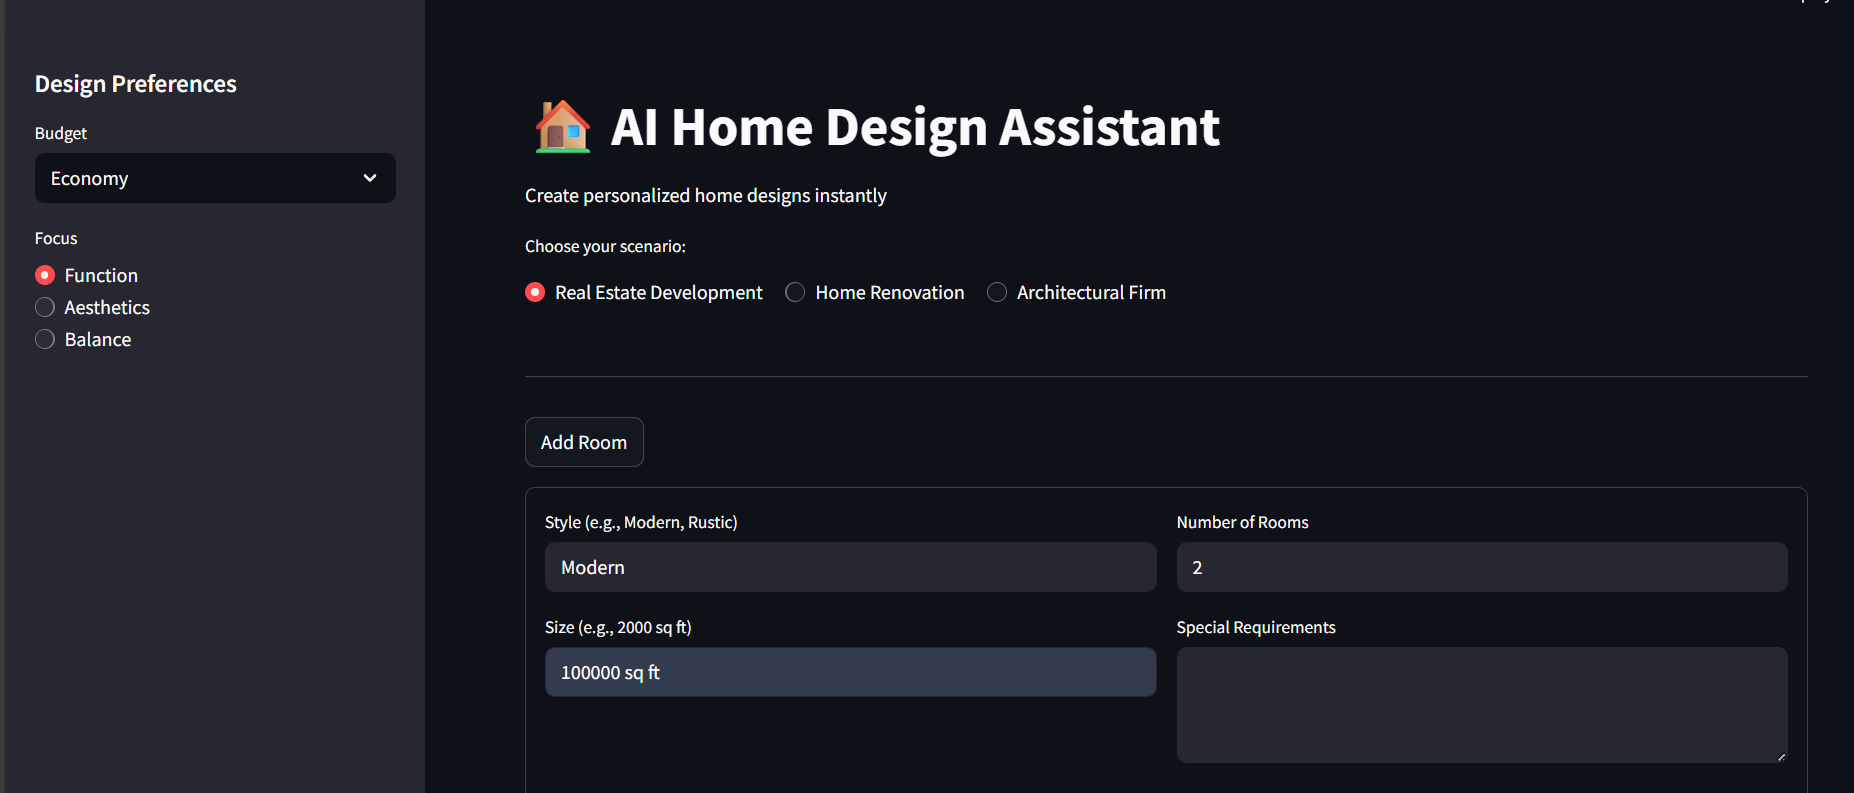 Design Preferences
Budget
Economy
Focus
Function
Aesthetics
Balance
AI Home Design Assistant
Create personalized home designs instantly
Choose your scenario:
Real Estate Development Home Renovation Architectural Firm
Add Room
Style (e.g., Modern, Rustic) Number of Rooms
Modern 2
Size (e.g., 2000 sq ft) Special Requirements
100000 sq ft